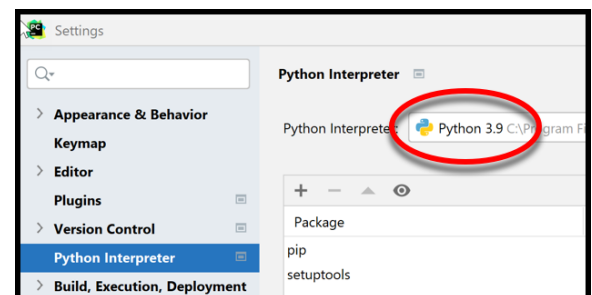 PC Settings
Python Interpreter
Appearance & Behavior
Python Interpreter: Python 3.9 C:\Program Fi
Keymap
Editor
Plugins
Version Control
Package
Python Interpreter
pip
setuptools
Build, Execution, Deployment